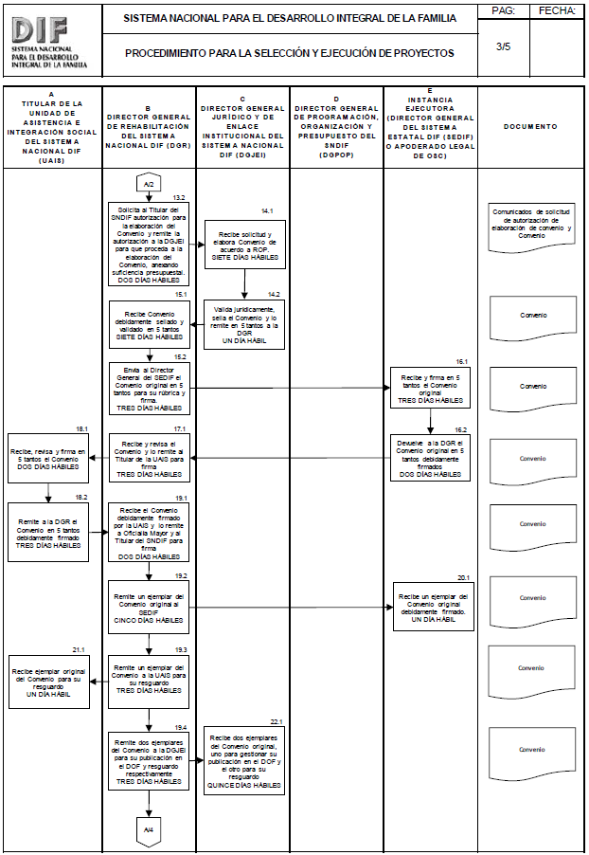 DIF
SISTEMA NACIONAL
PARA EL DESARROLLO
INTEGRAL DE LA FAMILIA
SISTEMA NACIONAL PARA EL DESARROLLO INTEGRAL DE LA FAMILIA
PROCEDIMIENTO PARA LA SELECCIÓN Y EJECUCIÓN DE PROYECTOS
PAG:
FECHA:
3/5
A
TITULAR DE LA
UNIDAD DE
ASISTENCIA E
INTEGRACIÓN SOCIAL
DEL SISTEMA
NACIONAL DIF
(UAIS)
B
DIRECTOR GENERAL
DE REHABILITACIÓN
DEL SISTEMA
NACIONAL DIF (DGR)
C
DIRECTOR GENERAL
JURÍDICO Y DE
ENLACE
INSTITUCIONAL DEL
SISTEMA NACIONAL
DIF (DGJEI)
D
DIRECTOR GENERAL
DE PROGRAMACIÓN,
ORGANIZACIÓN Y
PRESUPUESTO DEL
SNDIF
(DGPOP)
E
INSTANCIA
EJECUTORA
(DIRECTOR GENERAL
DEL SISTEMA
ESTATAL DIF (SEDIF)
O APODERADO LEGAL
DE OSC)
DOCUMENTO
A/2
13.2
Solicita al Titular del
SNDIF autorización para
la elaboración del
Convenio y remite la
autorización a la DGJEI
para que proceda a la
elaboración del
Convenio, anexando
suficiencia presupuestal.
DOS DÍAS HÁBILES
14.1
Recibe solicitud y
elabora Convenio de
acuerdo a ROP.
SIETE DÍAS HÁBILES
Comunicados de solicitud
de autorización de
elaboración de convenio y
Convenio
15.1
Recibe Convenio
debidamente sellado y
validado en 5 tantos
SIETE DÍAS HÁBILES
14.2
Valida jurídicamente,
sella el Convenio y lo
remite en 5 tantos a la
DGR
UN DÍA HÁBIL
Convenio
15.2
Envía al Director
General del SEDIF el
Convenio original en 5
tantos para su rúbrica y
firma.
TRES DÍAS HÁBILES
16.1
Recibe y firma en 5
tantos el Convenio
original
TRES DÍAS HÁBILES
Convenio
18.1
Recibe, revisa y firma en
5 tantos el Convenio
DOS DÍAS HÁBILES
17.1
Recibe y revisa el
Convenio y lo remite al
Titular de la UAIS para
firma
TRES DÍAS HÁBILES
16.2
Devuelve a la DGR el
Convenio original en 5
tantos debidamente
firmados
DOS DÍAS HÁBILES
Convenio
18.2
Remite a la DGR el
Convenio en 5 tantos
debidamente firmado
TRES DÍAS HÁBILES
19.1
Recibe el Convenio
debidamente firmado
por la UAIS y lo remite
a Oficialía Mayor y al
Titular del SNDIF para
firma
DOS DÍAS HÁBILES
Convenio
19.2
Remite un ejemplar del
Convenio original al
SEDIF
CINCO DÍAS HÁBILES
20.1
Recibe un ejemplar del
Convenio original
debidamente firmado.
UN DÍA HÁBIL
Convenio
21.1
Recibe ejemplar original
del Convenio para su
resguardo
UN DÍA HÁBIL
19.3
Remite un ejemplar del
Convenio a la UAIS para
su resguardo
TRES DÍAS HÁBILES
Convenio
19.4
Remite dos ejemplares
del Convenio a la DGJEI
para su publicación en
el DOF y resguardo
respectivamente
TRES DÍAS HÁBILES
22.1
Recibe dos ejemplares
del Convenio original,
uno para gestionar su
publicación en el DOF y
el otro para su
resguardo
QUINCE DÍAS HÁBILES
Convenio
A/4